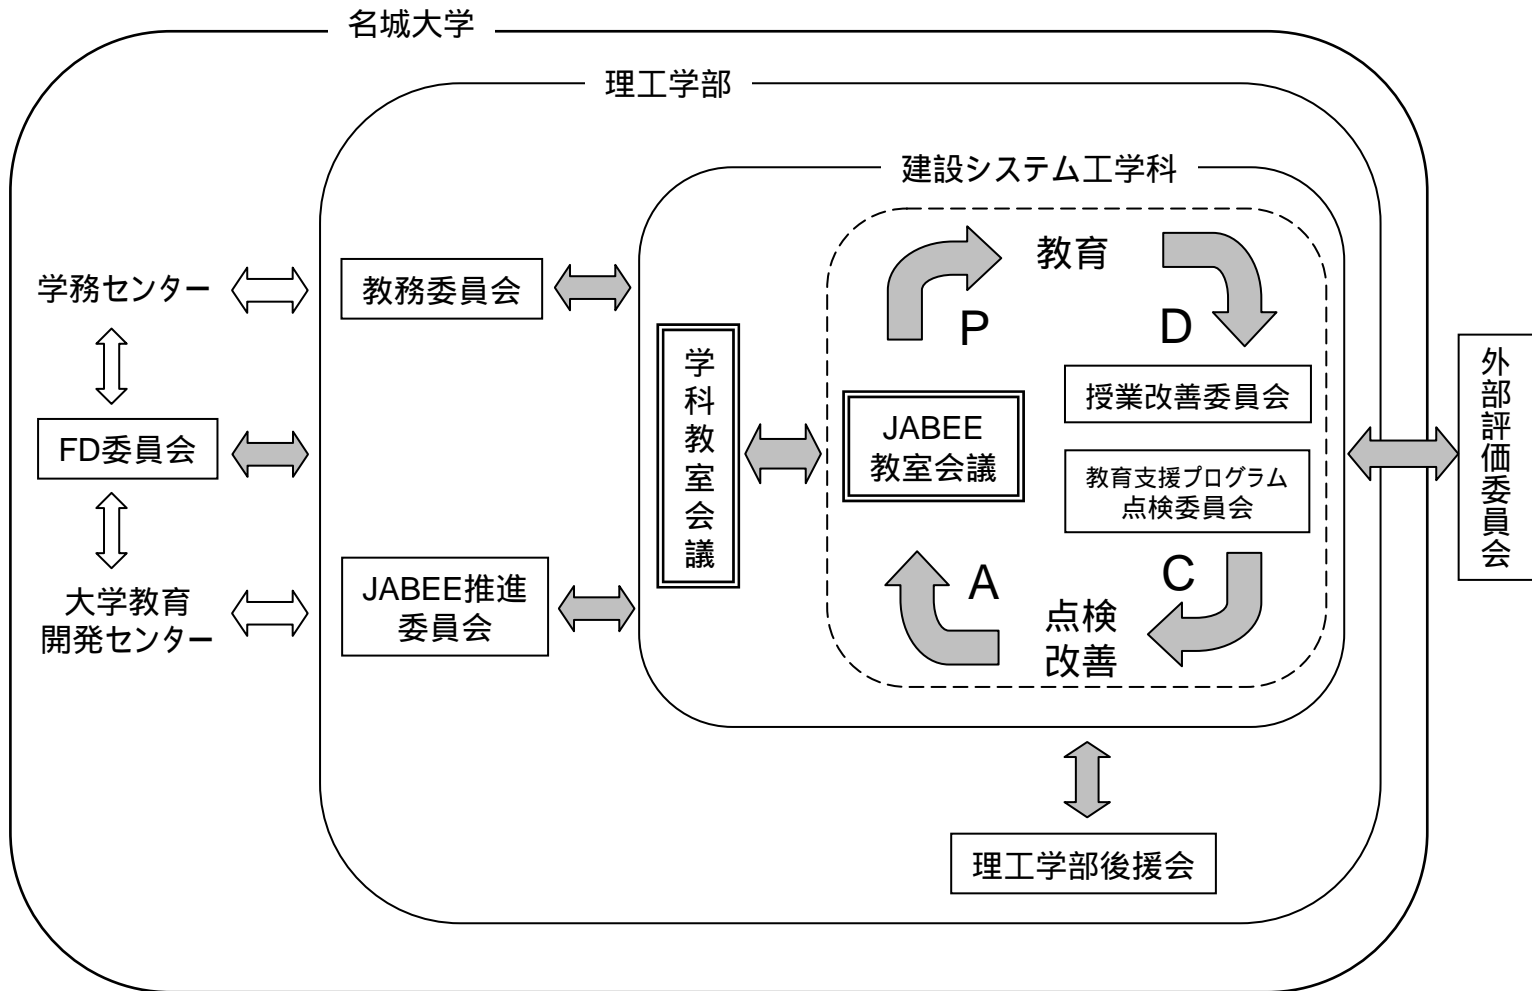 名城大学
理工学部
建設システム工学科
教育
P
D
学務センター
教務委員会
学科教室会議
授業改善委員会
外部評価委員会
FD委員会
JABEE
教室会議
教育支援プログラム
点検委員会
A
C
大学教育
開発センター
JABEE推進
委員会
点検
改善
理工学部後援会